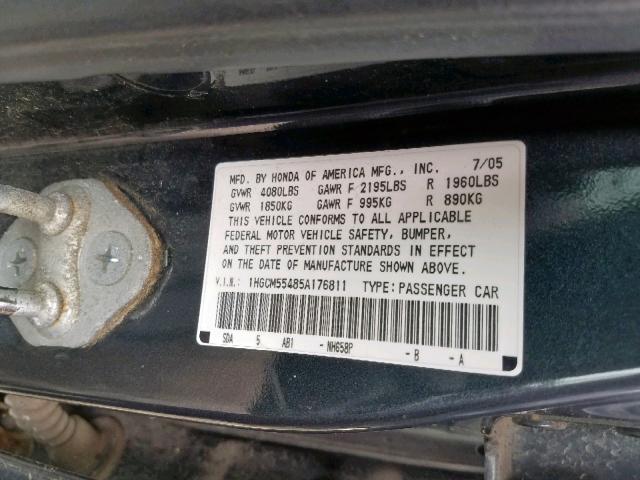 MFD. BY HONDA OF AMERICA MFG., INC. 7/05
GVWR 4080LBS GAWR F 2195LBS R 1960LBS
GVWR 1850KG GAWR F 995KG R 890KG
THIS VEHICLE CONFORMS TO ALL APPLICABLE
FEDERAL MOTOR VEHICLE SAFETY, BUMPER,
AND THEFT PREVENTION STANDARDS IN EFFECT
ON THE DATE OF MANUFACTURE SHOWN ABOVE.
V.I.N.: 1HGCM55485A176811 TYPE: PASSENGER CAR
SDA 5 AB1 -NH658P -B -A